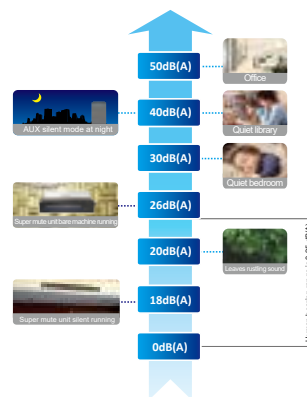 50dB(A)
Office
40dB(A)
AUX silent mode at night
Quiet library
30dB(A)
Quiet bedroom
26dB(A)
Super mute unit bare machine running
20dB(A)
Leaves rustling sound
18dB(A)
Super mute unit silent running
0dB(A)